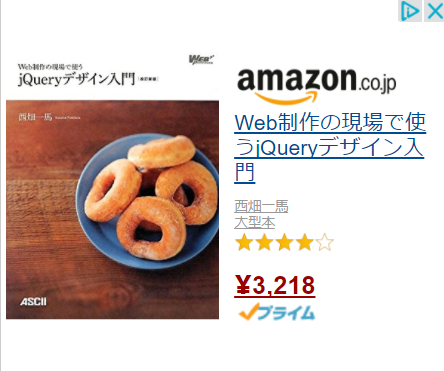 Web制作の現場で使う
jQueryデザイン入門
[改訂新版]
西畑一馬
ASCII
amazon.co.jp
Web制作の現場で使
うjQueryデザイン入
門
西畑一馬
大型本
¥3,218
プライム